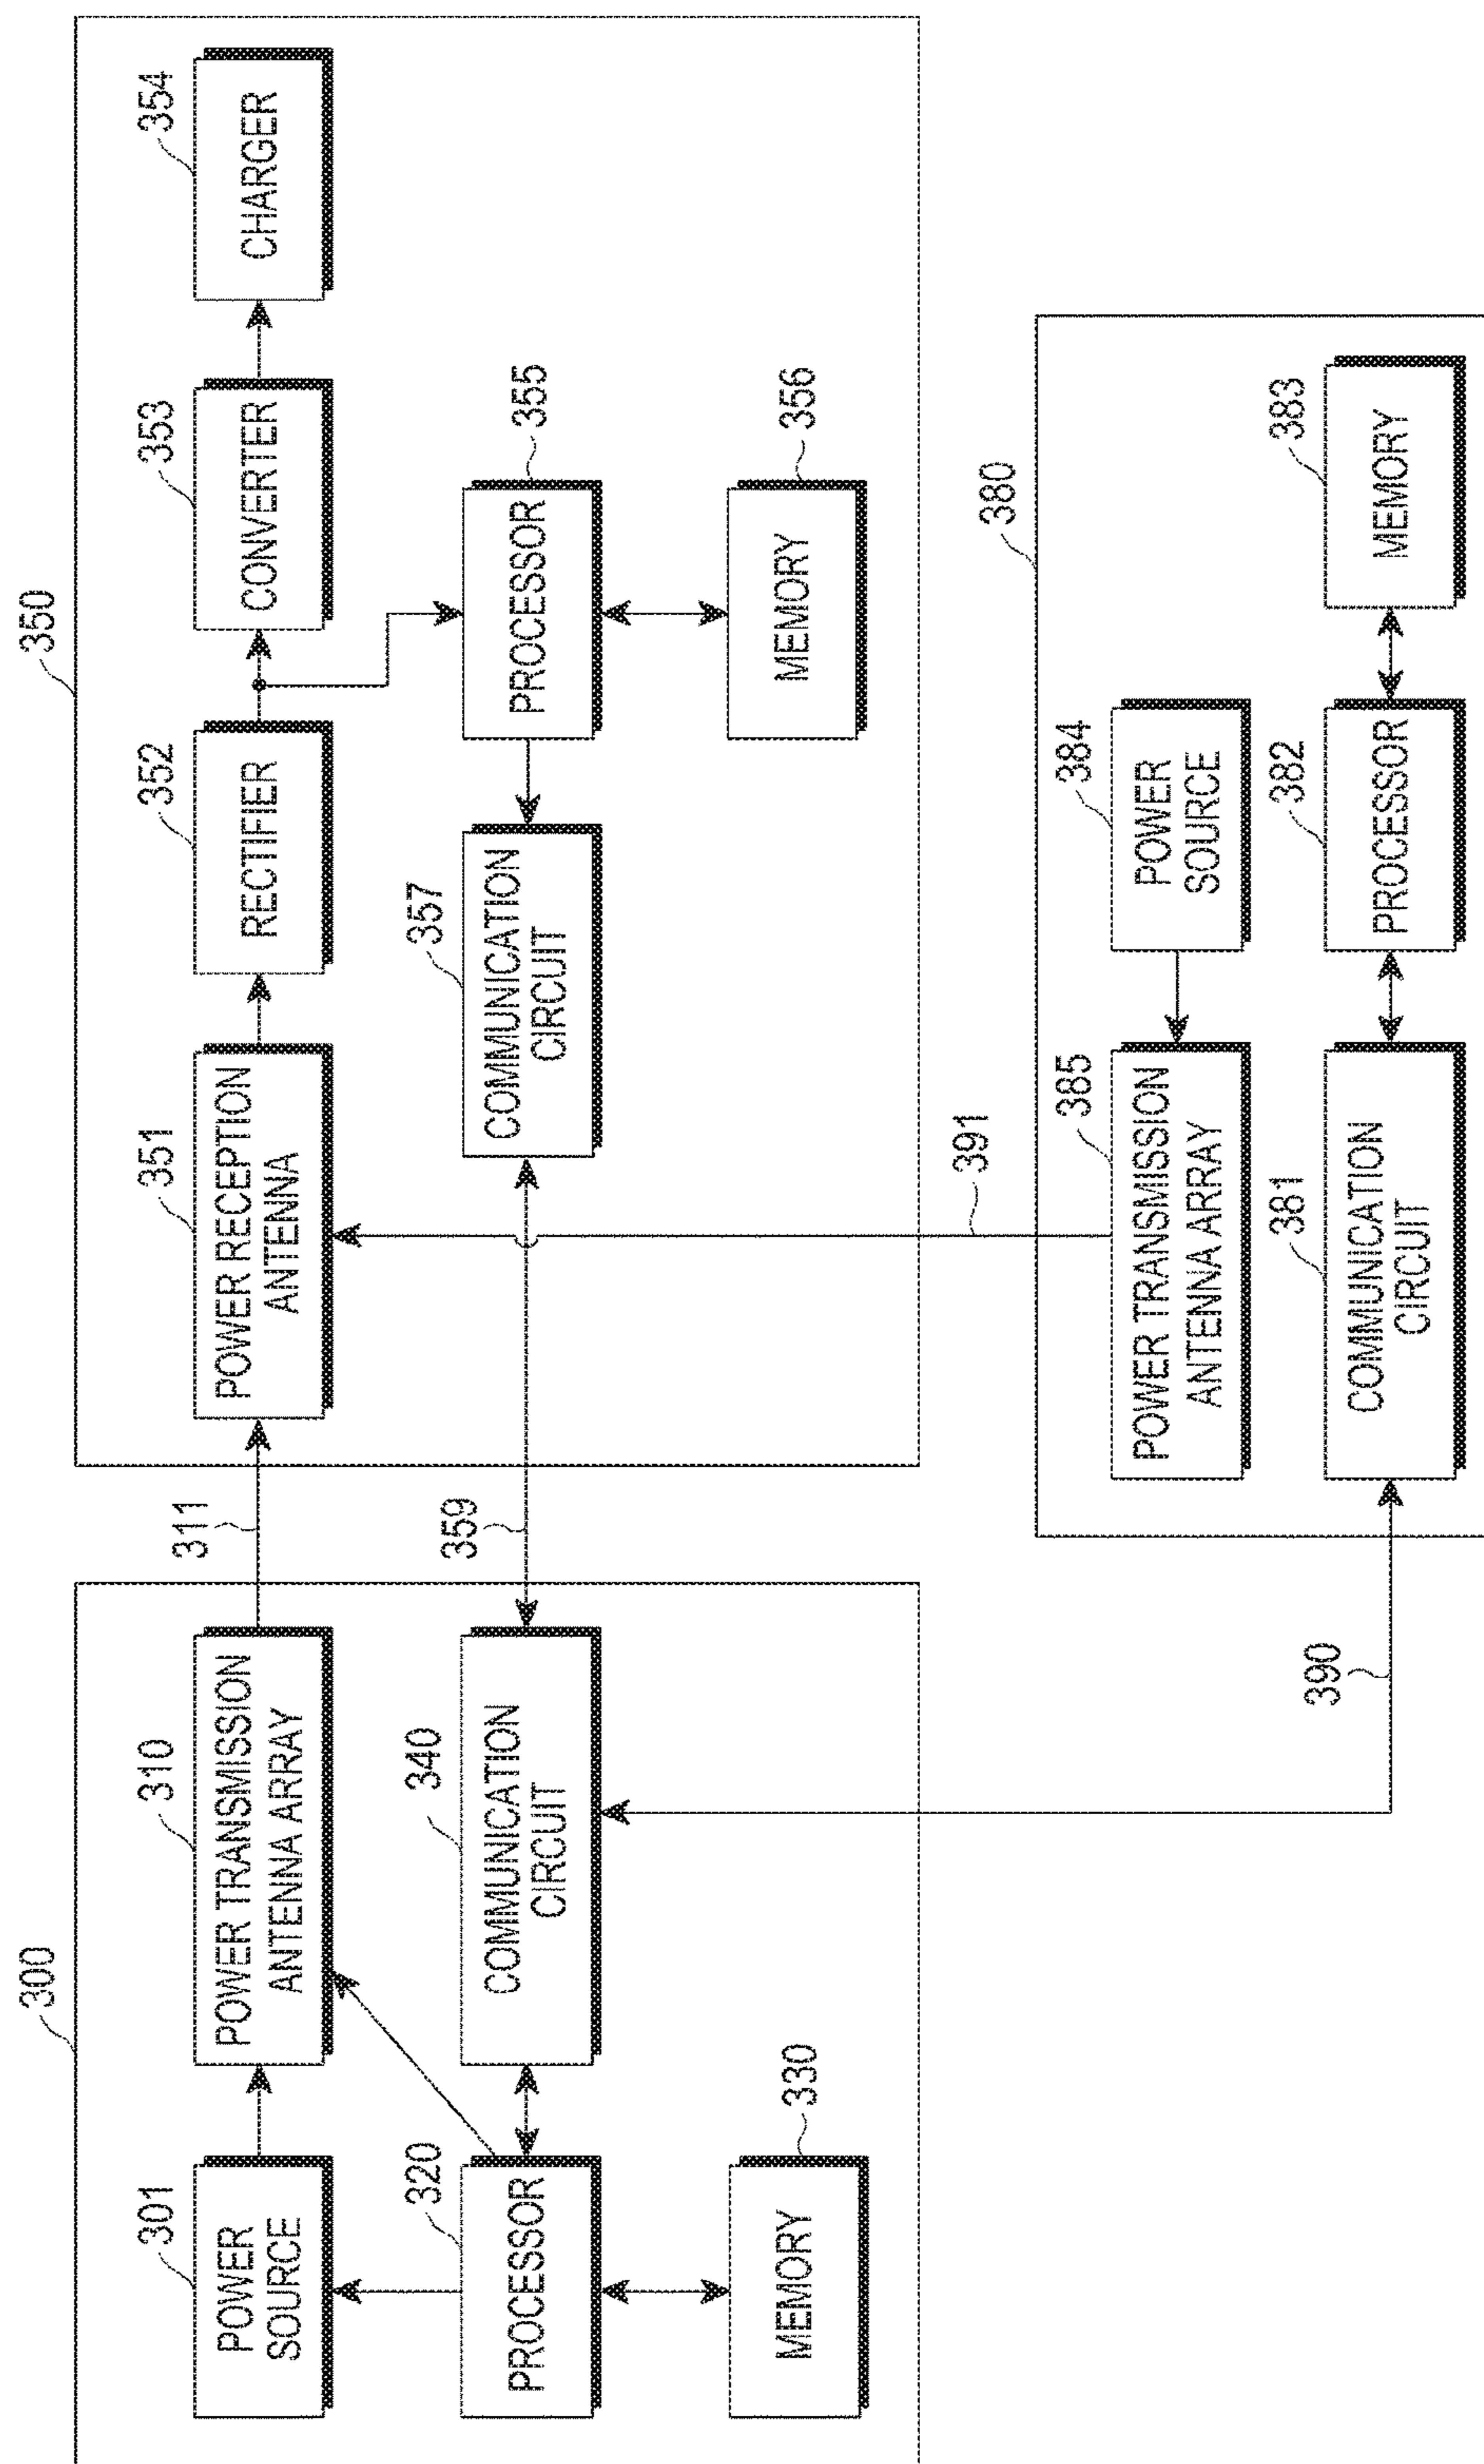 300
301
POWER
SOURCE
310
POWER TRANSMISSION
ANTENNA ARRAY
311
320
PROCESSOR
340
COMMUNICATION
CIRCUIT
359
330
MEMORY
350
351
POWER RECEPTION
ANTENNA
352
RECTIFIER
353
CONVERTER
354
CHARGER
357
COMMUNICATION
CIRCUIT
355
PROCESSOR
356
MEMORY
390
391
380
385
POWER TRANSMISSION
ANTENNA ARRAY
384
POWER
SOURCE
381
COMMUNICATION
CIRCUIT
382
PROCESSOR
383
MEMORY